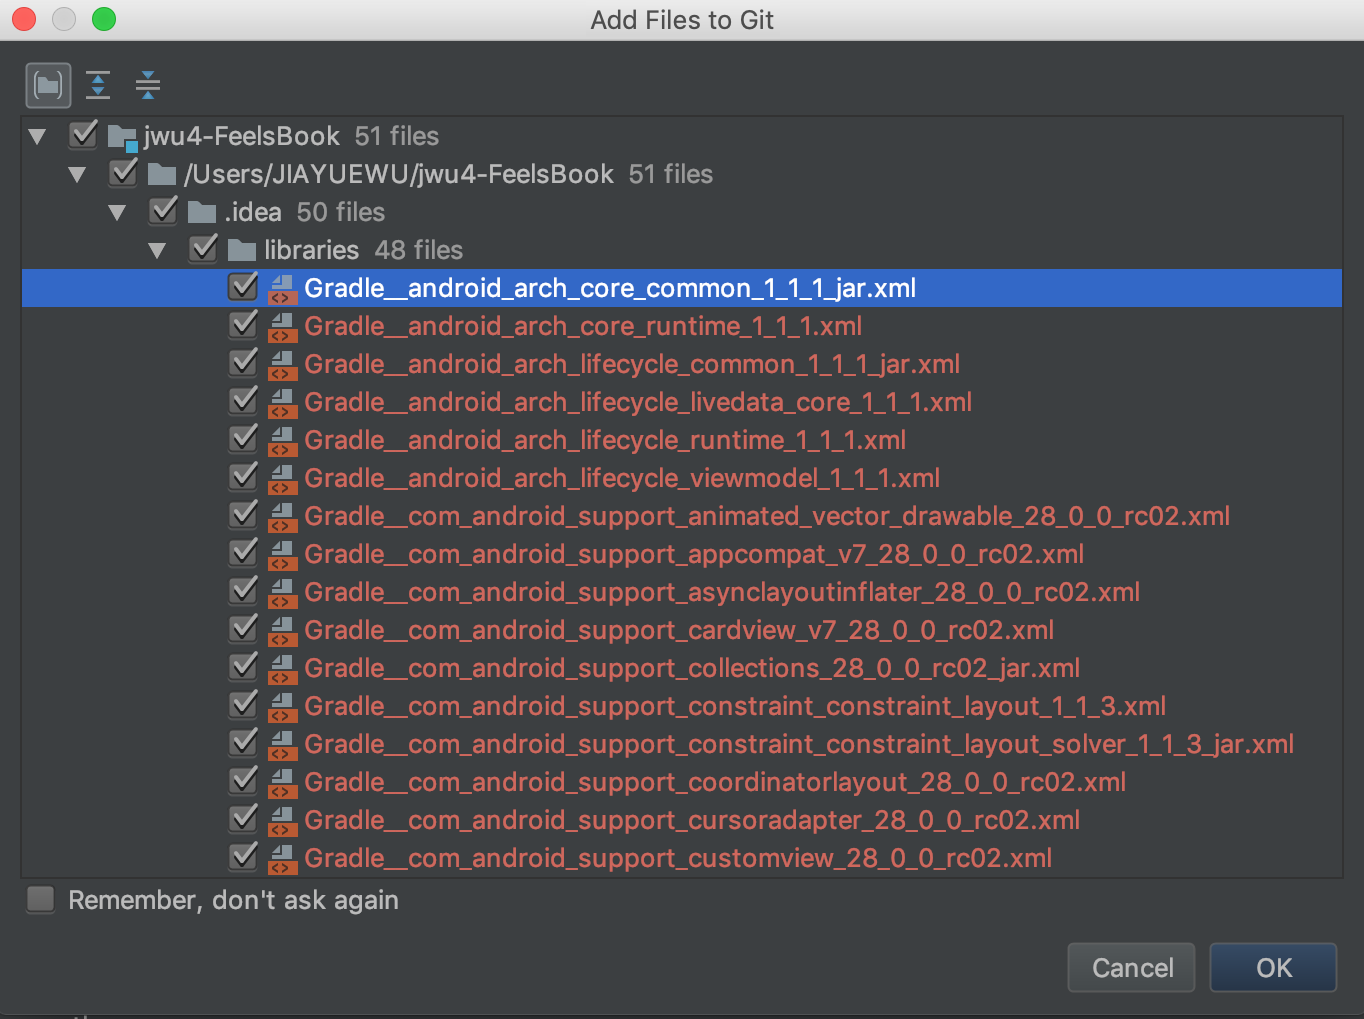 Add Files to Git
jwu4-FeelsBook 51 files
/Users/JIAYUEWU/jwu4-FeelsBook 51 files
.idea 50 files
libraries 48 files
Gradle__android_arch_core_common_1_1_1_jar.xml
Gradle__android_arch_core_runtime_1_1_1.xml
Gradle__android_arch_lifecycle_common_1_1_1_jar.xml
Gradle__android_arch_lifecycle_livedata_core_1_1_1.xml
Gradle__android_arch_lifecycle_runtime_1_1_1.xml
Gradle__android_arch_lifecycle_viewmodel_1_1_1.xml
Gradle__com_android_support_animated_vector_drawable_28_0_0_rc02.xml
Gradle__com_android_support_appcompat_v7_28_0_0_rc02.xml
Gradle__com_android_support_asynclayoutinflater_28_0_0_rc02.xml
Gradle__com_android_support_cardview_v7_28_0_0_rc02.xml
Gradle__com_android_support_collections_28_0_0_rc02_jar.xml
Gradle__com_android_support_constraint_constraint_layout_1_1_3.xml
Gradle__com_android_support_constraint_constraint_layout_solver_1_1_3_jar.xml
Gradle__com_android_support_coordinatorlayout_28_0_0_rc02.xml
Gradle__com_android_support_cursoradapter_28_0_0_rc02.xml
Gradle__com_android_support_customview_28_0_0_rc02.xml
Remember, don't ask again
Cancel OK